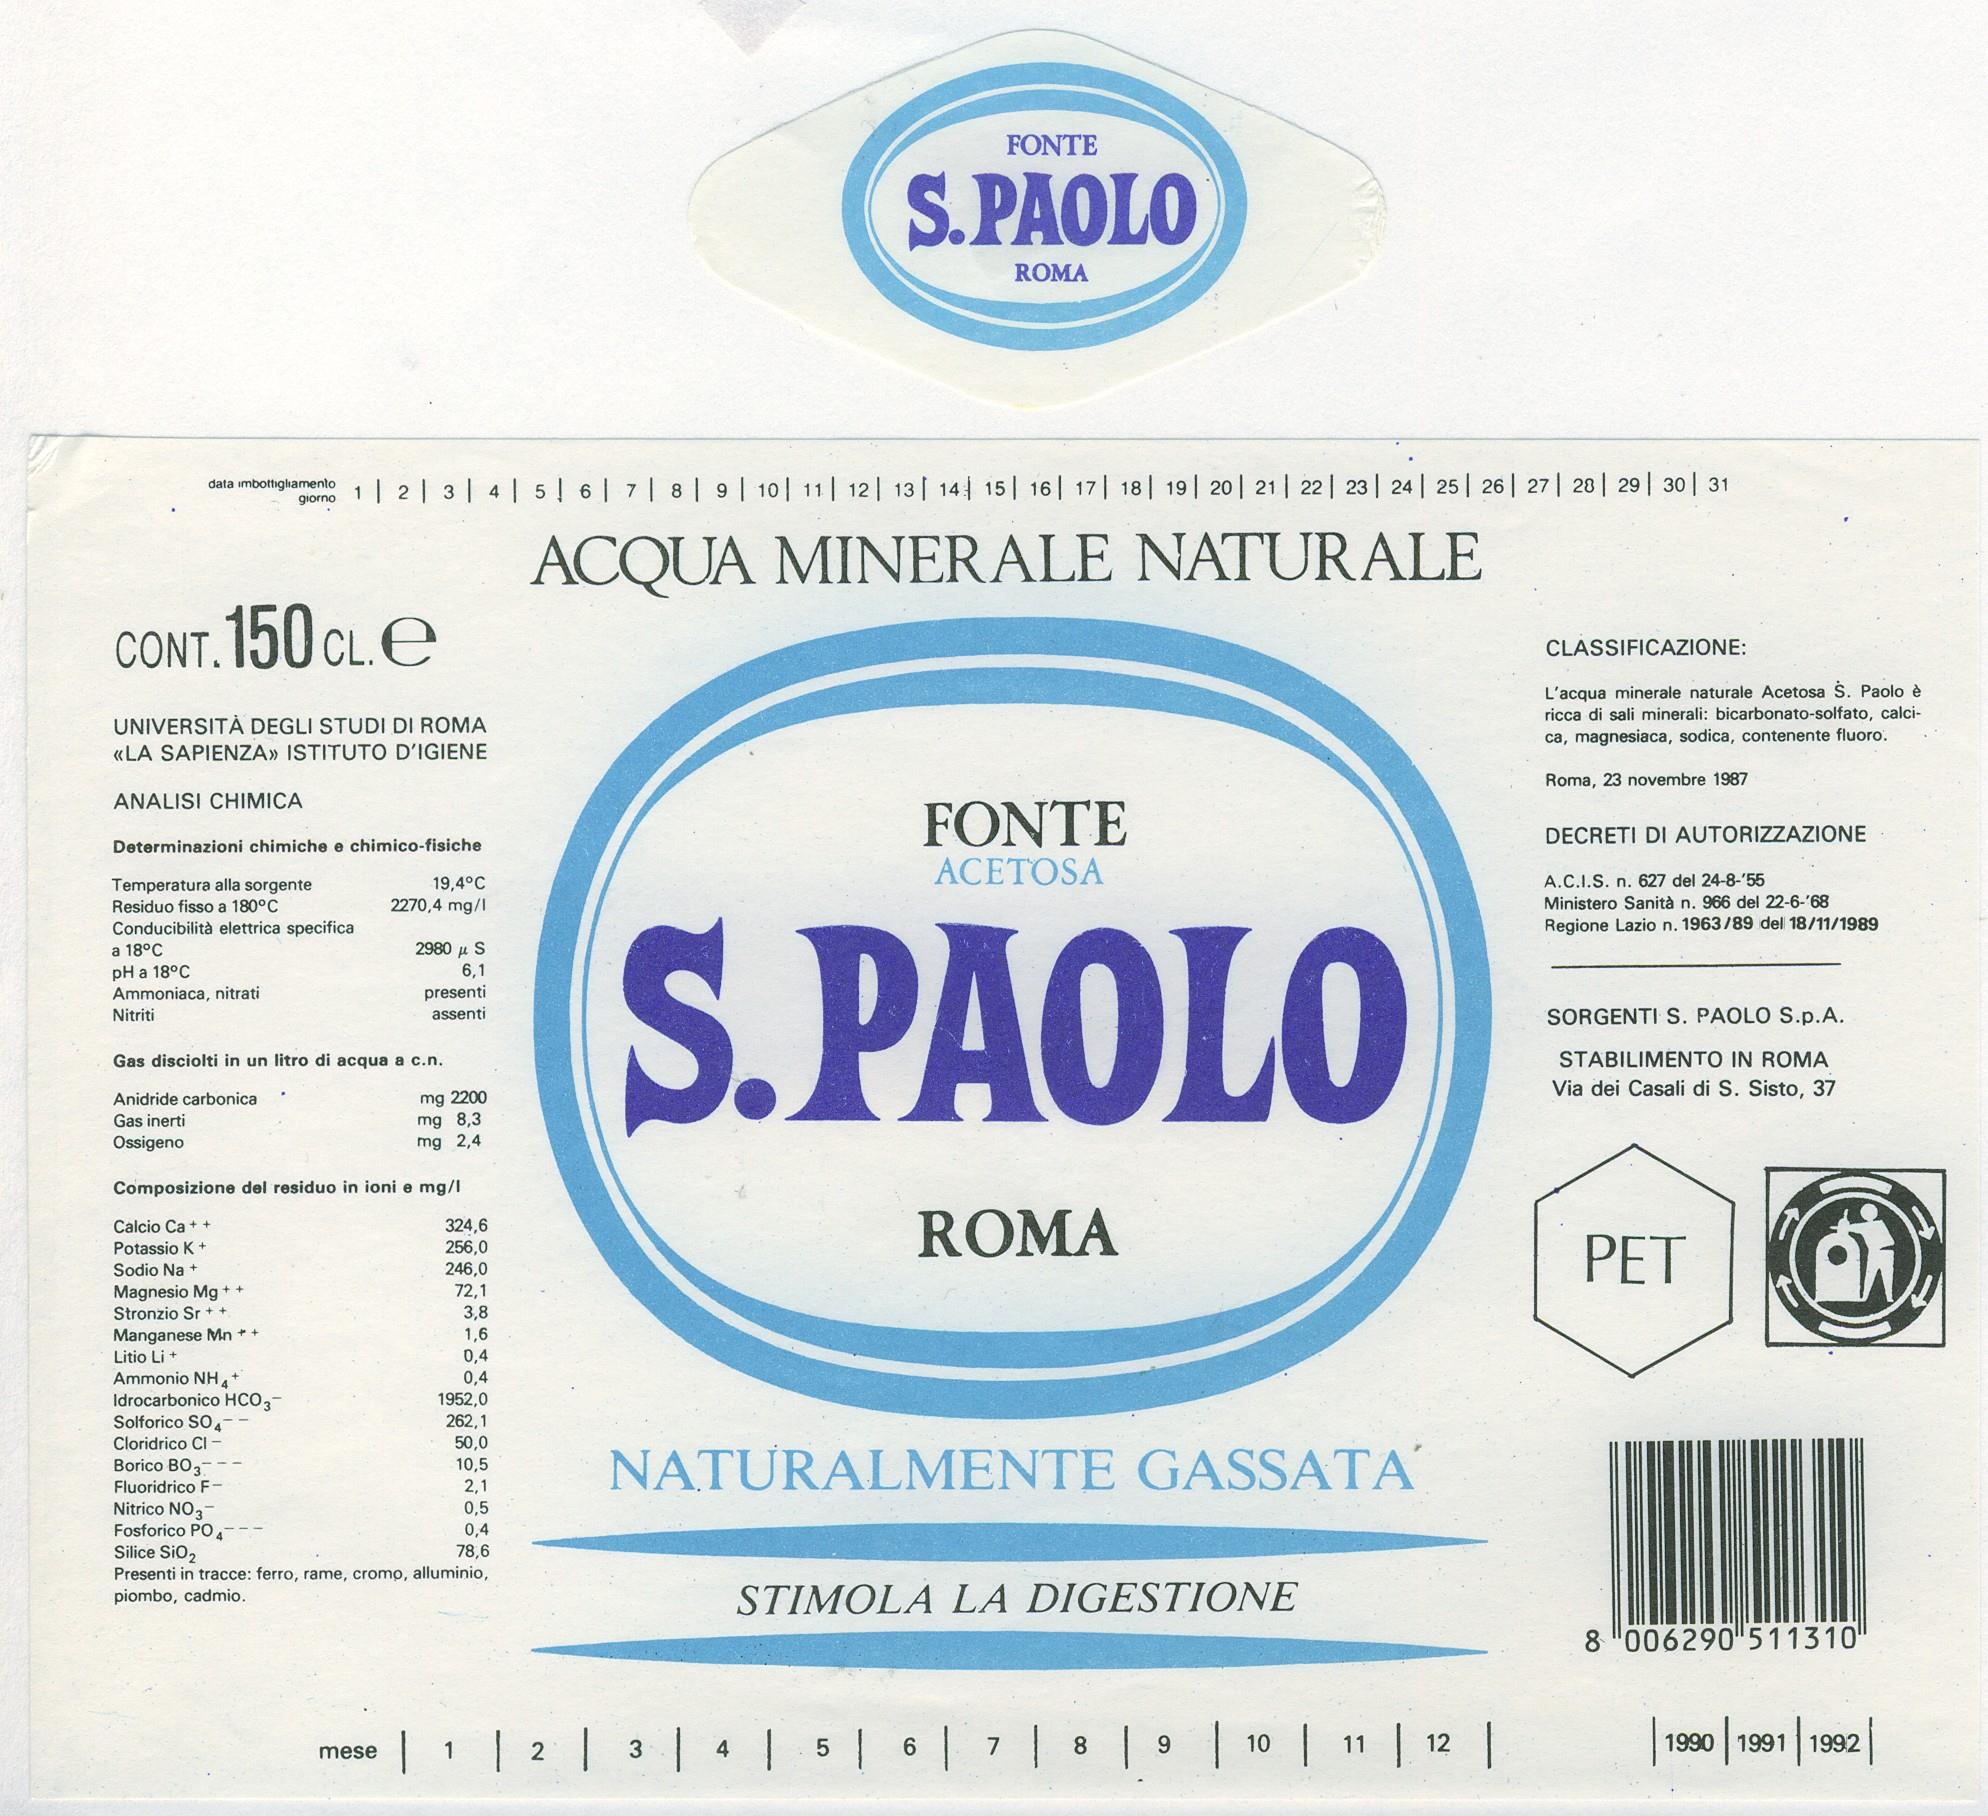 FONTE
S.PAOLO
ROMA
data imbottigliamento
giorno
1 | 2 | 3 | 4 | 5 | 6 | 7 | 8 | 9 | 10 | 11 | 12 | 13 | 14 | 15 | 16 | 17 | 18 | 19 | 20 | 21 | 22 | 23 | 24 | 25 | 26 | 27 | 28 | 29 | 30 | 31
ACQUA MINERALE NATURALE
CONT. 150 CL. e
UNIVERSITÀ DEGLI STUDI DI ROMA
«LA SAPIENZA» ISTITUTO D'IGIENE
ANALISI CHIMICA
Determinazioni chimiche e chimico-fisiche
Temperatura alla sorgente 19,4°C
Residuo fisso a 180°C 2270,4 mg/l
Conducibilità elettrica specifica
a 18°C 2980 µ S
pH a 18°C 6,1
Ammoniaca, nitrati presenti
Nitriti assenti
Gas disciolti in un litro di acqua a c.n.
Anidride carbonica mg 2200
Gas inerti mg 8,3
Ossigeno mg 2,4
Composizione del residuo in ioni e mg/l
Calcio Ca++ 324,6
Potassio K+ 256,0
Sodio Na+ 246,0
Magnesio Mg++ 72,1
Stronzio Sr++ 3,8
Manganese Mn++ 1,6
Litio Li+ 0,4
Ammonio NH4+ 0,4
Idrocarbonico HCO3− 1952,0
Solforico SO4−− 262,1
Cloridrico Cl− 50,0
Borico BO3−−− 10,5
Fluoridrico F− 2,1
Nitrico NO3− 0,5
Fosforico PO4−−− 0,4
Silice SiO2 78,6
Presenti in tracce: ferro, rame, cromo, alluminio,
piombo, cadmio.
FONTE
ACETOSA
S.PAOLO
ROMA
NATURALMENTE GASSATA
STIMOLA LA DIGESTIONE
CLASSIFICAZIONE:
L'acqua minerale naturale Acetosa S. Paolo è
ricca di sali minerali: bicarbonato-solfato, calci-
ca, magnesiaca, sodica, contenente fluoro.
Roma, 23 novembre 1987
DECRETI DI AUTORIZZAZIONE
A.C.I.S. n. 627 del 24-8-'55
Ministero Sanità n. 966 del 22-6-'68
Regione Lazio n. 1963/89 del 18/11/1989
SORGENTI S. PAOLO S.p.A.
STABILIMENTO IN ROMA
Via dei Casali di S. Sisto, 37
PET
8 006290 511310
mese | 1 | 2 | 3 | 4 | 5 | 6 | 7 | 8 | 9 | 10 | 11 | 12 |
| 1990 | 1991 | 1992 |